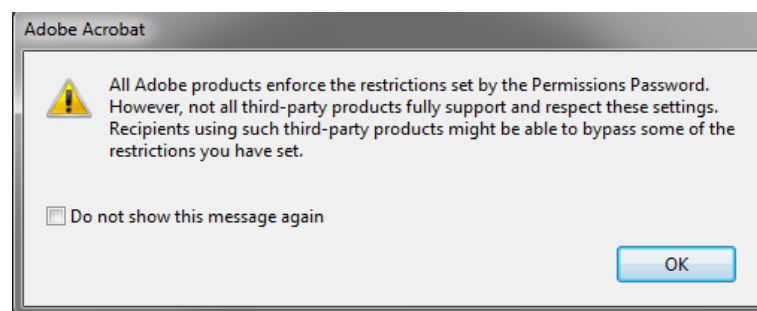 Adobe Acrobat
All Adobe products enforce the restrictions set by the Permissions Password.
However, not all third-party products fully support and respect these settings.
Recipients using such third-party products might be able to bypass some of the
restrictions you have set.
Do not show this message again
OK